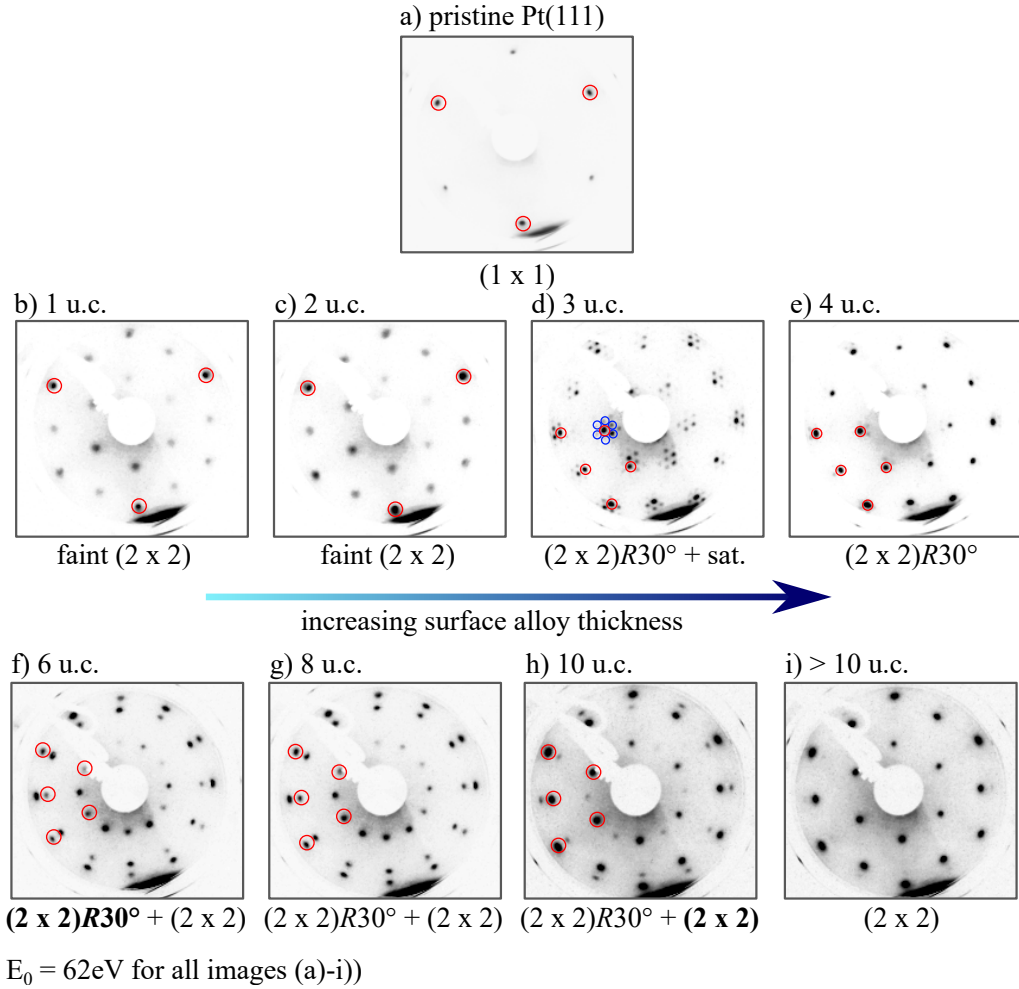 a) pristine Pt(111)
(1 x 1)
b) 1 u.c.
c) 2 u.c.
d) 3 u.c.
e) 4 u.c.
faint (2 x 2)
faint (2 x 2)
(2 x 2)R30° + sat.
(2 x 2)R30°
increasing surface alloy thickness
f) 6 u.c.
g) 8 u.c.
h) 10 u.c.
i) > 10 u.c.
(2 x 2)R30° + (2 x 2)
(2 x 2)R30° + (2 x 2)
(2 x 2)R30° + (2 x 2)
(2 x 2)
E₀ = 62eV for all images (a)-i))